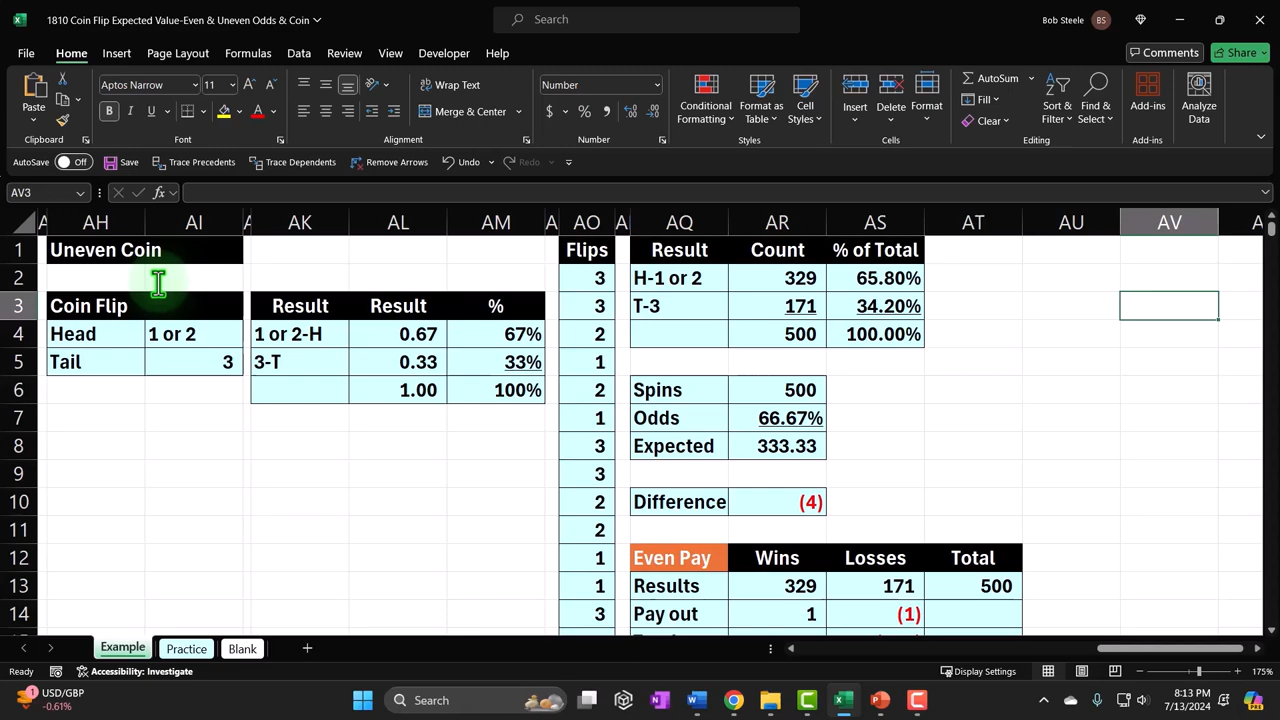 1810 Coin Flip Expected Value-Even & Uneven Odds & Coin
Search
Bob Steele BS
File Home Insert Page Layout Formulas Data Review View Developer Help
Comments Share
Paste
Clipboard
Aptos Narrow 11
B I U
Font
Wrap Text
Merge & Center
Alignment
Number
$ % ,
Number
Conditional Formatting
Format as Table
Cell Styles
Styles
Insert Delete Format
Cells
AutoSum
Fill
Clear
Sort & Filter
Find & Select
Editing
Add-ins
Add-ins
Analyze Data
AutoSave Off Save Trace Precedents Trace Dependents Remove Arrows Undo Redo
AV3 fx
AH AI AK AL AM AO AQ AR AS AT AU AV
1 Uneven Coin Flips Result Count % of Total
2 3 H-1 or 2 329 65.80%
3 Coin Flip Result Result % 3 T-3 171 34.20%
4 Head 1 or 2 1 or 2-H 0.67 67% 2 500 100.00%
5 Tail 3 3-T 0.33 33% 1
6 1.00 100% 2 Spins 500
7 1 Odds 66.67%
8 3 Expected 333.33
9 3
10 2 Difference (4)
11 2
12 1 Even Pay Wins Losses Total
13 1 Results 329 171 500
14 3 Pay out 1 (1)
Example Practice Blank
Ready Accessibility: Investigate Display Settings 175%
USD/GBP
-0.61%
1
Search
8:13 PM
7/13/2024